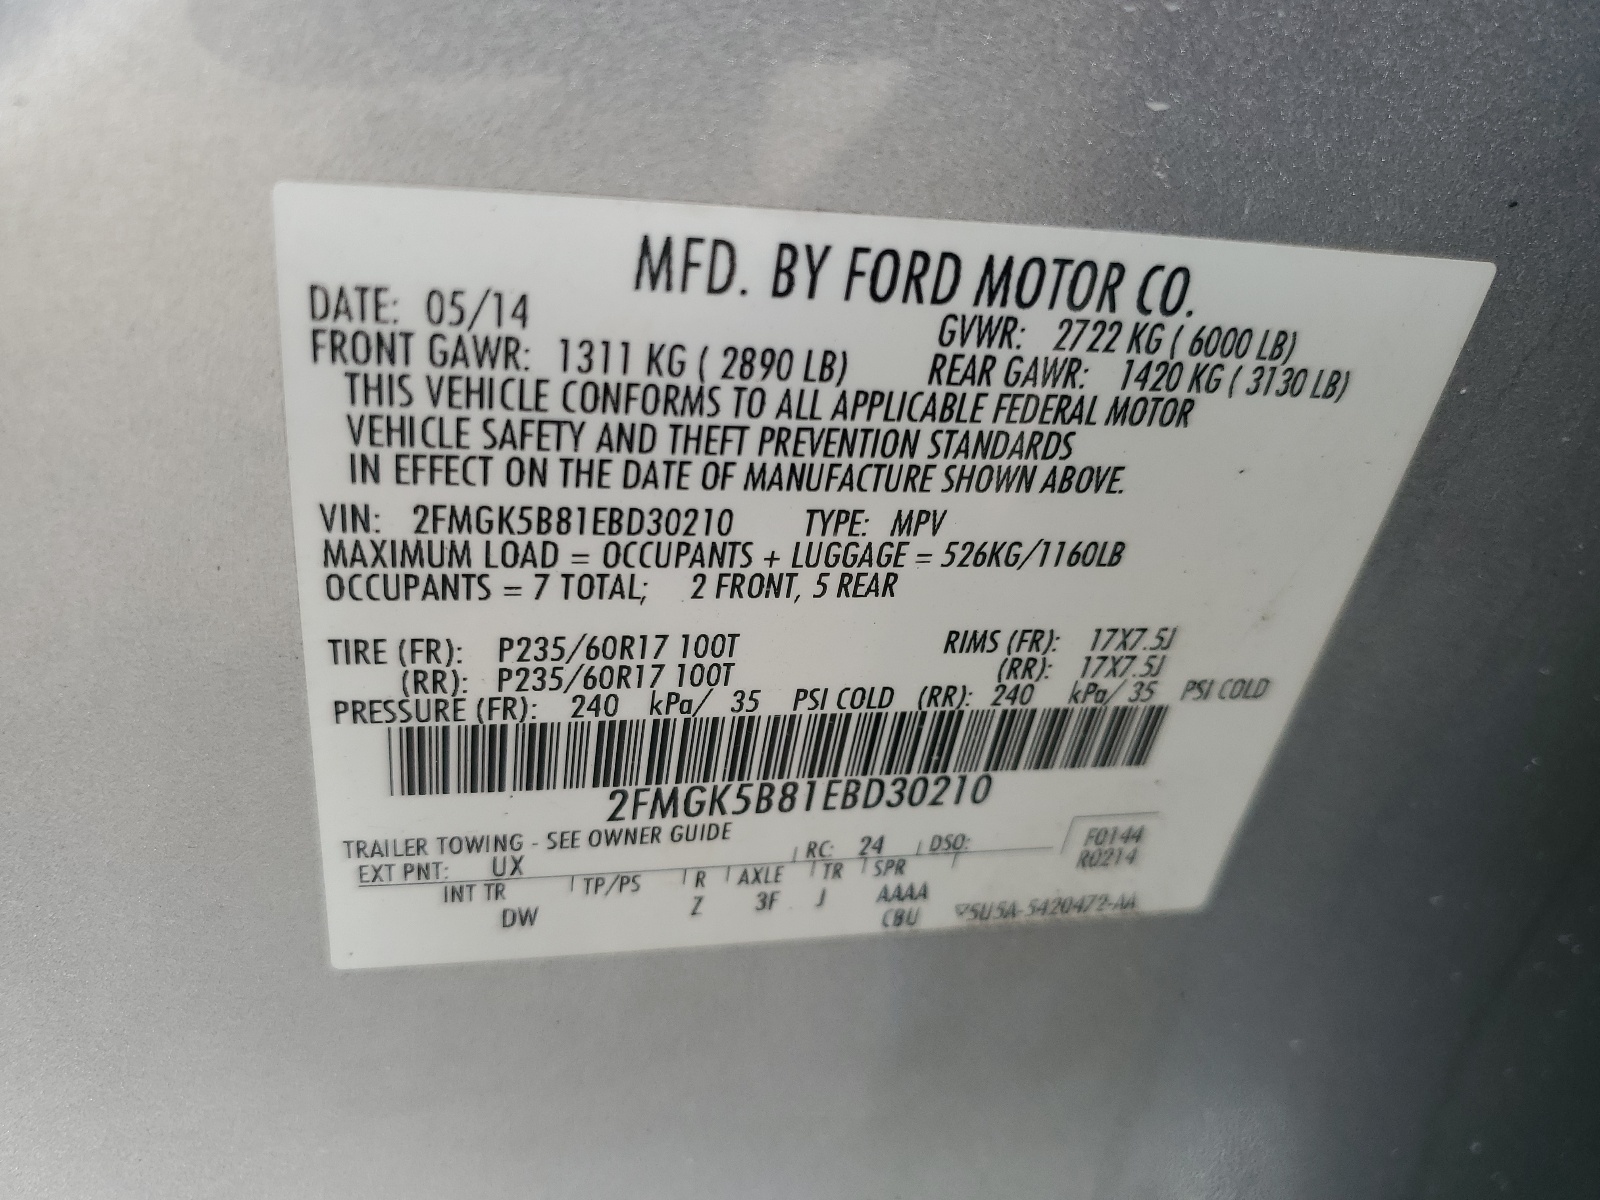 MFD. BY FORD MOTOR CO.
DATE: 05/14 GVWR: 2722 KG ( 6000 LB)
FRONT GAWR: 1311 KG ( 2890 LB) REAR GAWR: 1420 KG ( 3130 LB)
THIS VEHICLE CONFORMS TO ALL APPLICABLE FEDERAL MOTOR
VEHICLE SAFETY AND THEFT PREVENTION STANDARDS
IN EFFECT ON THE DATE OF MANUFACTURE SHOWN ABOVE.
VIN: 2FMGK5B81EBD30210 TYPE: MPV
MAXIMUM LOAD = OCCUPANTS + LUGGAGE = 526KG/1160LB
OCCUPANTS = 7 TOTAL; 2 FRONT, 5 REAR
TIRE (FR): P235/60R17 100T RIMS (FR): 17X7.5J
(RR): P235/60R17 100T (RR): 17X7.5J
PRESSURE (FR): 240 kPa/ 35 PSI COLD (RR): 240 kPa/ 35 PSI COLD
2FMGK5B81EBD30210
TRAILER TOWING - SEE OWNER GUIDE
EXT PNT: UX RC: 24 DSO: F0144
R0214
INT TR TP/PS R AXLE TR SPR
DW Z 3F J AAAA
CBU